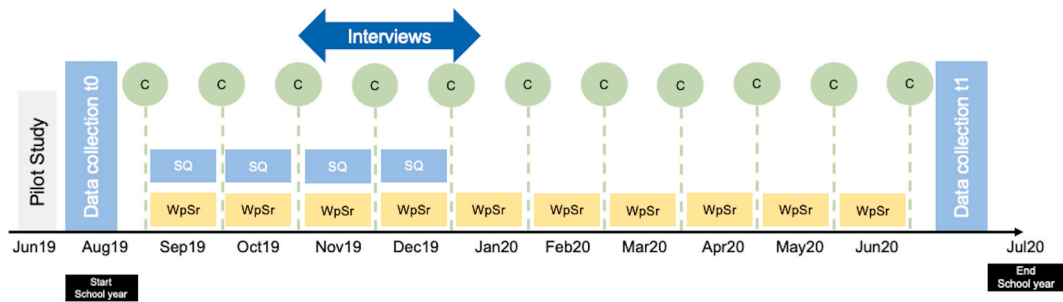 Interviews
C C C C C C C C C C C
Pilot Study
Data collection t0
Data collection t1
SQ SQ SQ SQ
WpSr WpSr WpSr WpSr WpSr WpSr WpSr WpSr WpSr WpSr
Jun19 Aug19 Sep19 Oct19 Nov19 Dec19 Jan20 Feb20 Mar20 Apr20 May20 Jun20 Jul20
Start
School year
End
School year